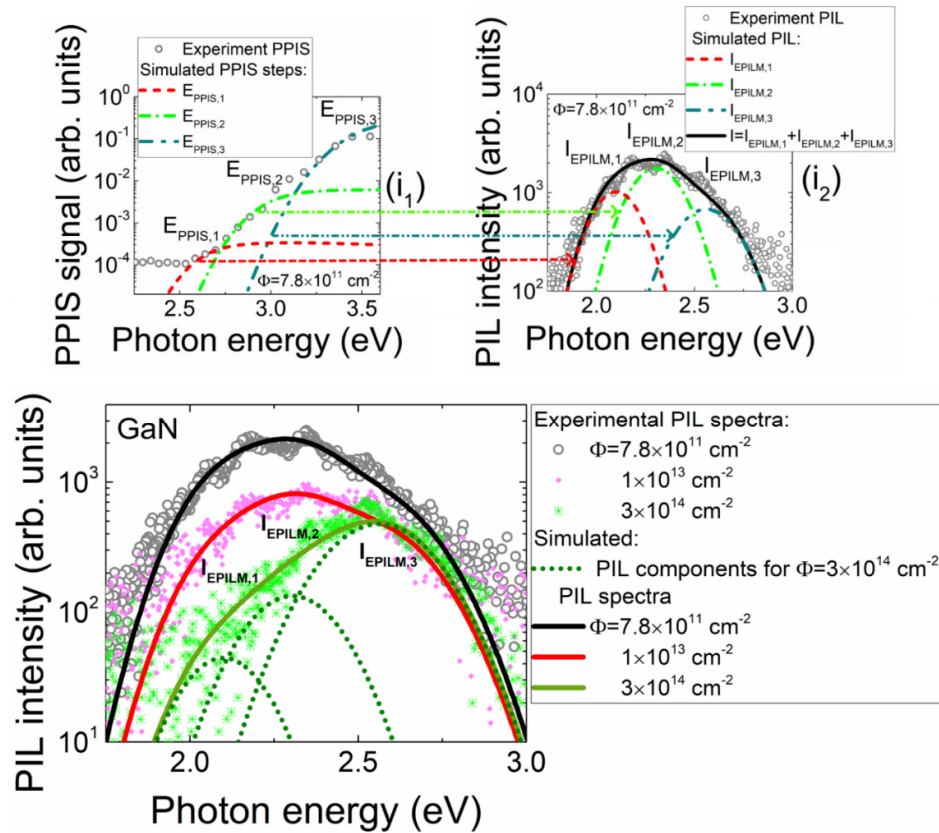 Experiment PPIS
Simulated PPIS steps:
E_PPIS,1
E_PPIS,2
E_PPIS,3
PPIS signal (arb. units)
10^0
10^-1
10^-2
10^-3
10^-4
E_PPIS,3
E_PPIS,2
E_PPIS,1
(i_1)
Φ=7.8×10^11 cm^-2
2.5 3.0 3.5
Photon energy (eV)
Experiment PIL
Simulated PIL:
I_EPILM,1
I_EPILM,2
I_EPILM,3
I=I_EPILM,1+I_EPILM,2+I_EPILM,3
PIL intensity (arb. units)
10^4
10^3
10^2
Φ=7.8×10^11 cm^-2
I_EPILM,2
I_EPILM,1
I_EPILM,3
(i_2)
2.0 2.5 3.0
Photon energy (eV)
PIL intensity (arb. units)
10^3
10^2
10^1
GaN
I_EPILM,2
I_EPILM,1
I_EPILM,3
2.0 2.5 3.0
Photon energy (eV)
Experimental PIL spectra:
Φ=7.8×10^11 cm^-2
1×10^13 cm^-2
3×10^14 cm^-2
Simulated:
PIL components for Φ=3×10^14 cm^-2
PIL spectra
Φ=7.8×10^11 cm^-2
1×10^13 cm^-2
3×10^14 cm^-2